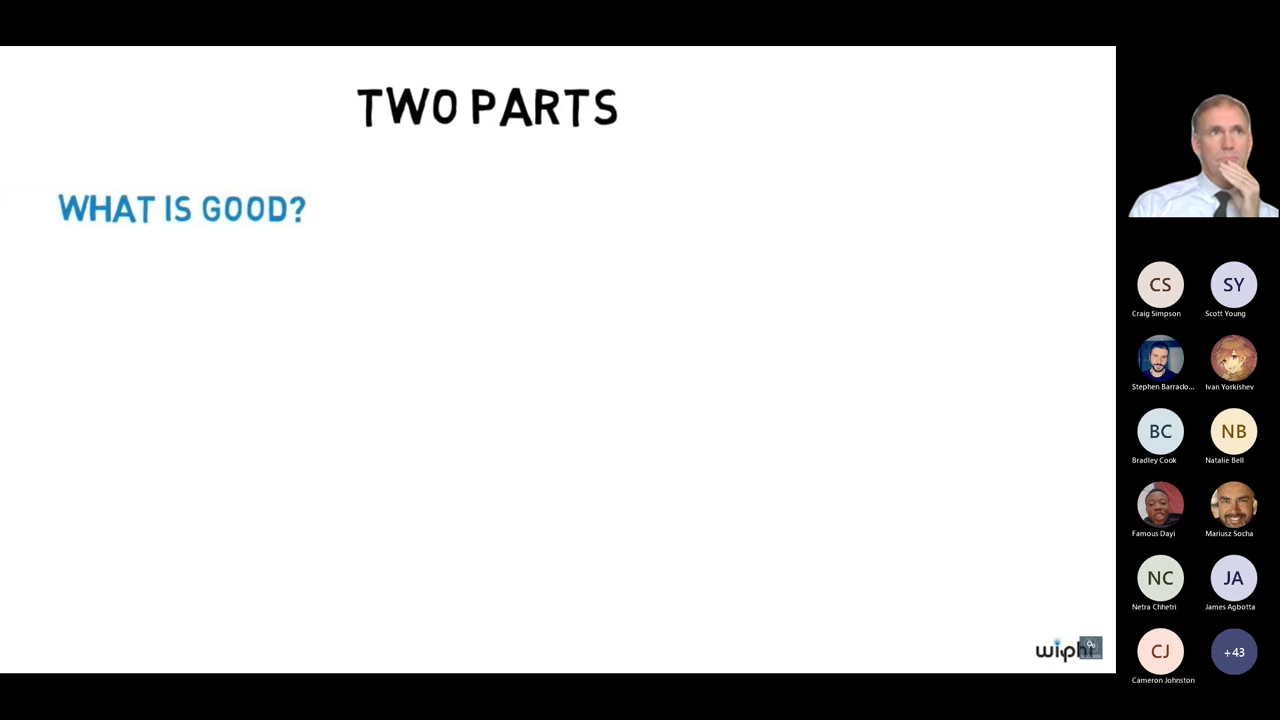 TWO PARTS
WHAT IS GOOD?
CS
SY
Craig Simpson
Scott Young
Stephen Barraclo...
Ivan Yorkishev
BC
NB
Bradley Cook
Natalie Bell
Famous Dayi
Mariusz Socha
NC
JA
Netra Chhetri
James Agbotta
CJ
+43
Cameron Johnston
wiphi